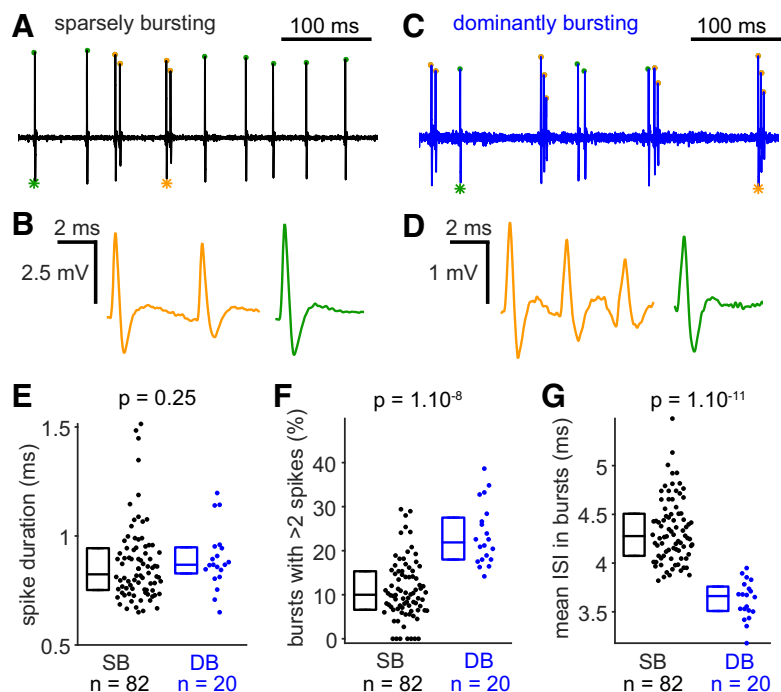 A sparsely bursting 100 ms
C dominantly bursting 100 ms
B 2 ms
2.5 mV
D 2 ms
1 mV
E p = 0.25
spike duration (ms)
1.5
1
0.5
SB DB
n = 82 n = 20
F p = 1.10⁻⁸
bursts with >2 spikes (%)
40
30
20
10
0
SB DB
n = 82 n = 20
G p = 1.10⁻¹¹
mean ISI in bursts (ms)
5
4.5
4
3.5
SB DB
n = 82 n = 20